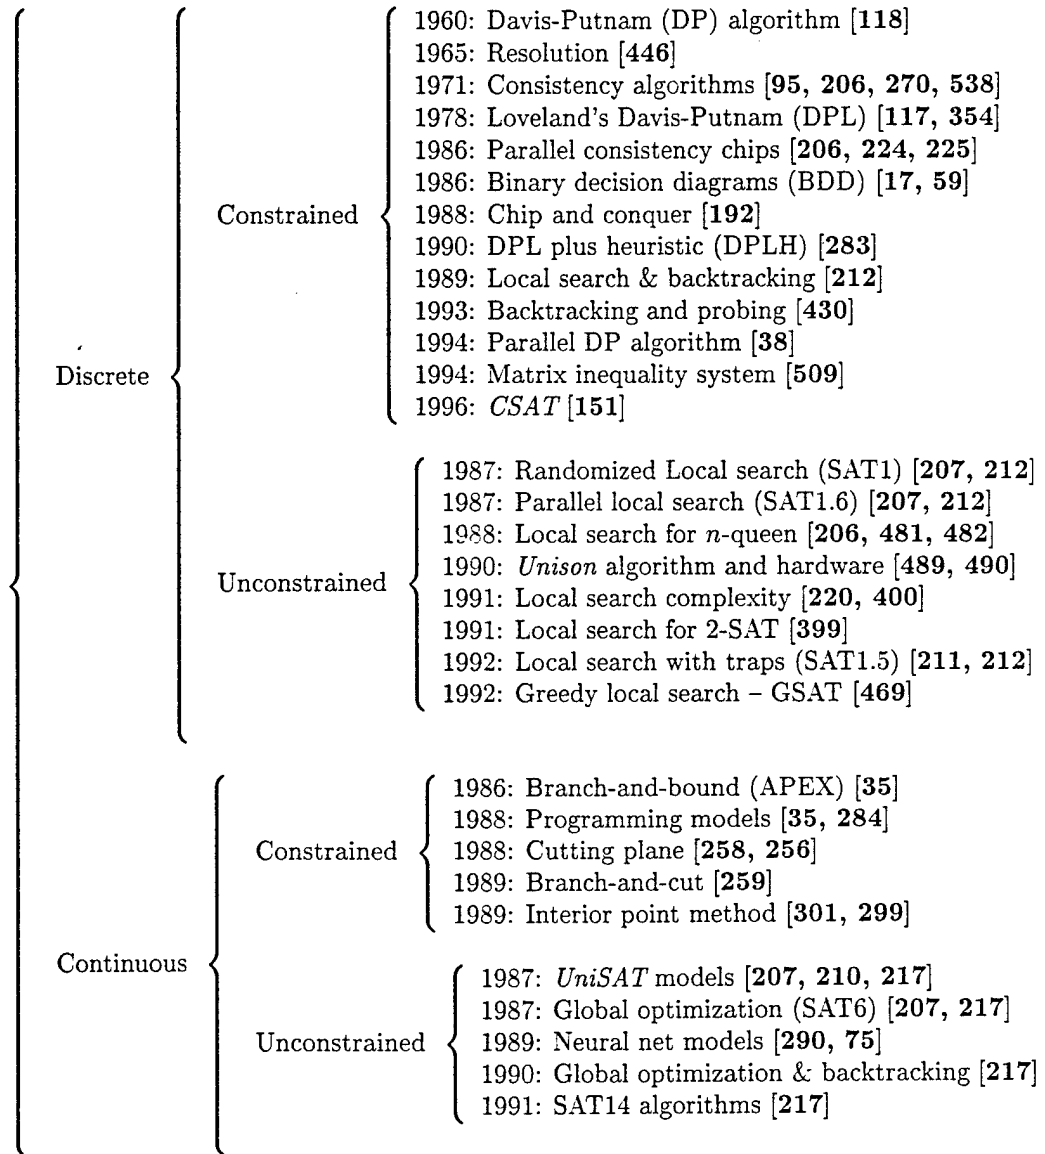 1960: Davis-Putnam (DP) algorithm [118]
1965: Resolution [446]
1971: Consistency algorithms [95, 206, 270, 538]
1978: Loveland's Davis-Putnam (DPL) [117, 354]
1986: Parallel consistency chips [206, 224, 225]
1986: Binary decision diagrams (BDD) [17, 59]
Constrained
1988: Chip and conquer [192]
1990: DPL plus heuristic (DPLH) [283]
1989: Local search & backtracking [212]
1993: Backtracking and probing [430]
1994: Parallel DP algorithm [38]
Discrete
1994: Matrix inequality system [509]
1996: CSAT [151]
1987: Randomized Local search (SAT1) [207, 212]
1987: Parallel local search (SAT1.6) [207, 212]
1988: Local search for n-queen [206, 481, 482]
Unconstrained
1990: Unison algorithm and hardware [489, 490]
1991: Local search complexity [220, 400]
1991: Local search for 2-SAT [399]
1992: Local search with traps (SAT1.5) [211, 212]
1992: Greedy local search – GSAT [469]
1986: Branch-and-bound (APEX) [35]
1988: Programming models [35, 284]
Constrained
1988: Cutting plane [258, 256]
1989: Branch-and-cut [259]
1989: Interior point method [301, 299]
Continuous
1987: UniSAT models [207, 210, 217]
1987: Global optimization (SAT6) [207, 217]
Unconstrained
1989: Neural net models [290, 75]
1990: Global optimization & backtracking [217]
1991: SAT14 algorithms [217]